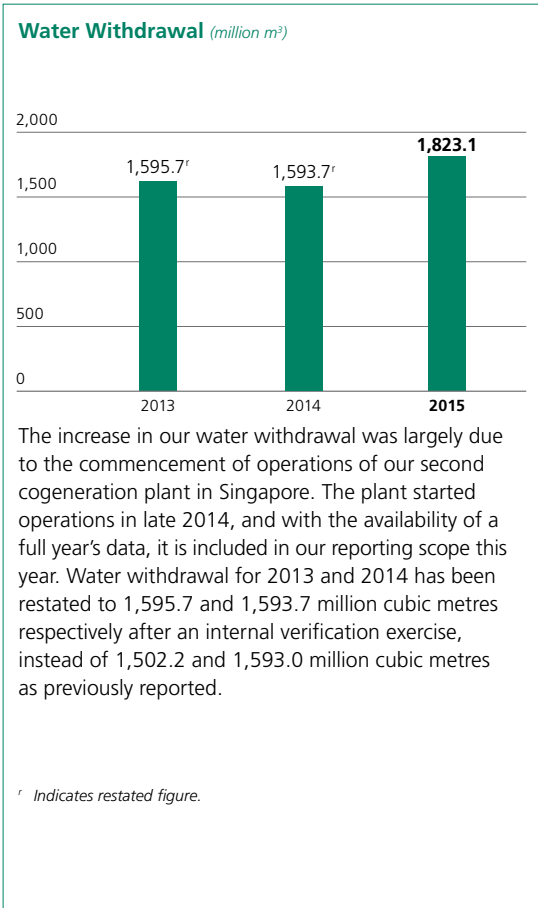 Water Withdrawal (million m³)
2,000
1,823.1
1,595.7ʳ
1,593.7ʳ
1,500
1,000
500
0
2013
2014
2015
The increase in our water withdrawal was largely due
to the commencement of operations of our second
cogeneration plant in Singapore. The plant started
operations in late 2014, and with the availability of a
full year's data, it is included in our reporting scope this
year. Water withdrawal for 2013 and 2014 has been
restated to 1,595.7 and 1,593.7 million cubic metres
respectively after an internal verification exercise,
instead of 1,502.2 and 1,593.0 million cubic metres
as previously reported.
ʳ Indicates restated figure.